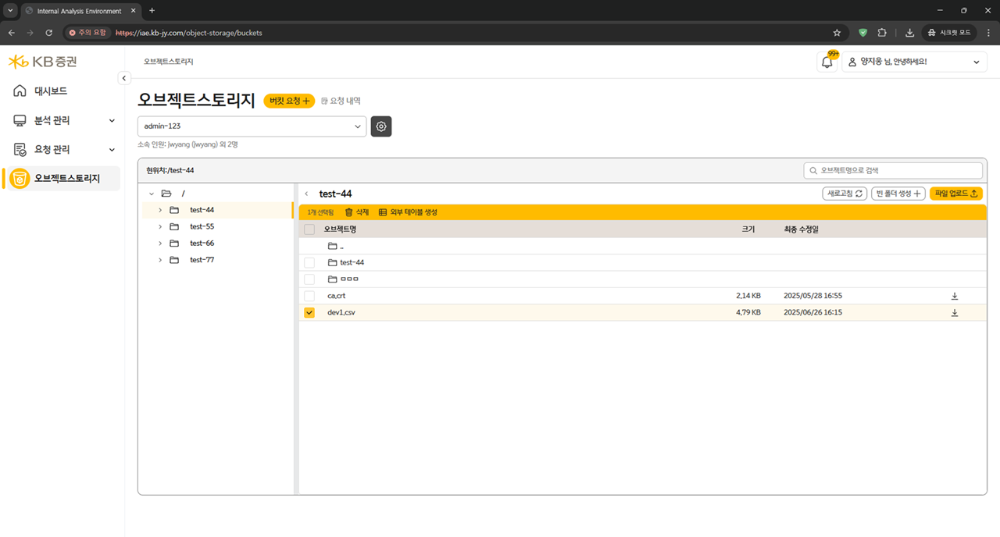 Internal Analysis Environment
주의 요함 https://iae.kb-jy.com/object-storage/buckets
시크릿 모드
KB증권
오브젝트스토리지
99+
양지웅 님, 안녕하세요!
대시보드
분석 관리
요청 관리
오브젝트스토리지
오브젝트스토리지 버킷 요청 요청 내역
admin-123
소속 인원: jwyang (jwyang) 외 2명
현위치:/test-44
오브젝트명으로 검색
/
test-44
test-55
test-66
test-77
test-44
새로고침 빈 폴더 생성 파일 업로드
1개 선택됨 삭제 외부 테이블 생성
오브젝트명 크기 최종 수정일
..
test-44
ㅁㅁㅁ
ca.crt 2.14 KB 2025/05/28 16:55
dev1.csv 4.79 KB 2025/06/26 16:15